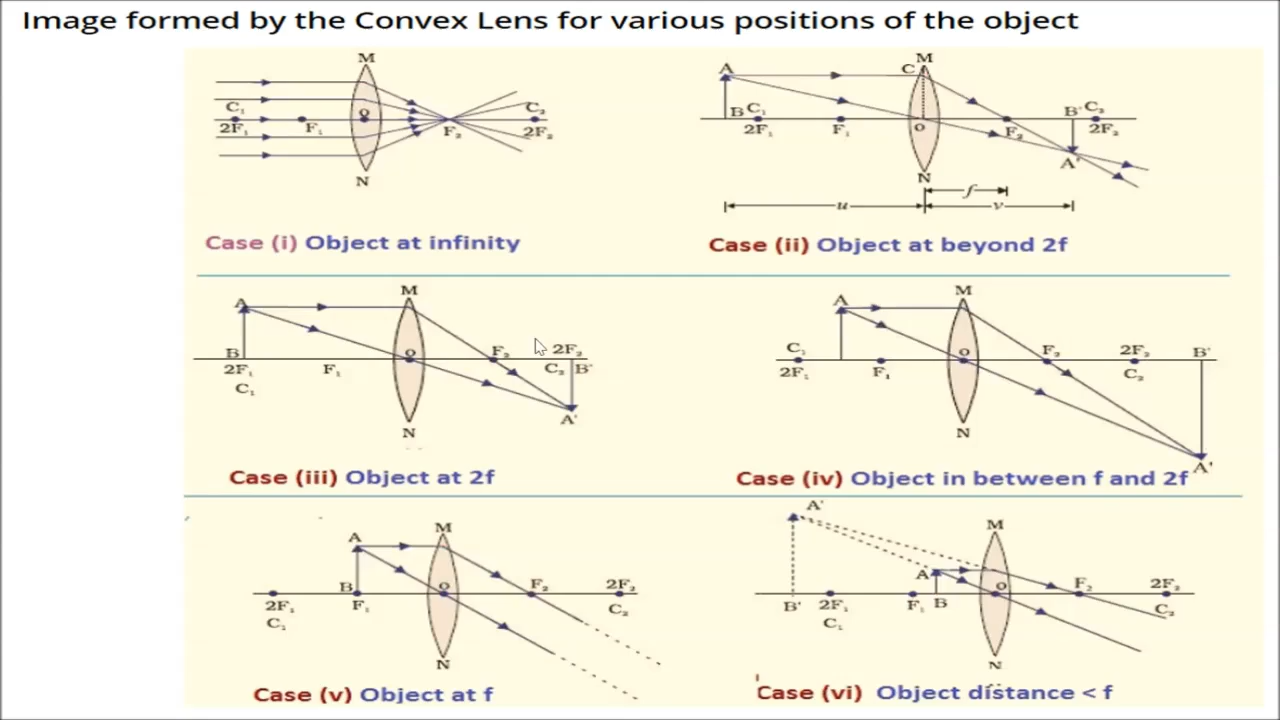 Image formed by the Convex Lens for various positions of the object
M
C₁ O C₂
2F₁ F₁ F₂ 2F₂
N
Case (i) Object at infinity
A C M
B C₁ B' C₂
2F₁ F₁ O F₂ 2F₂
N A'
f
u v
Case (ii) Object at beyond 2f
A M
B O F₂ 2F₂
2F₁ F₁ C₂ B'
C₁
A'
N
Case (iii) Object at 2f
A M
C₁ O F₂ 2F₂ B'
2F₁ F₁ C₂
N
A'
Case (iv) Object in between f and 2f
A M
B O F₂ 2F₂
2F₁ F₁ C₂
C₁
N
Case (v) Object at f
A' M
A O F₂ 2F₂
B' 2F₁ F₁ B C₂
C₁
N
Case (vi) Object distance < f